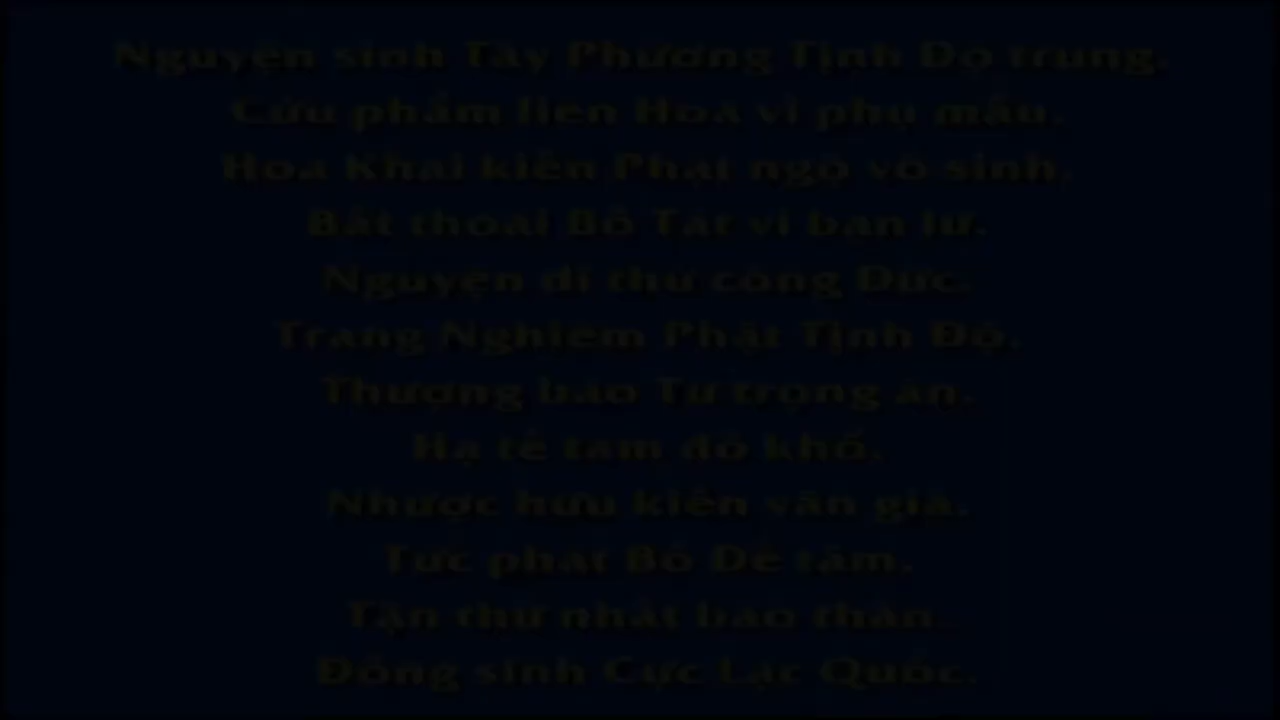 Nguyện sinh Tây Phương Tịnh Độ trung.
Cửu phẩm liên Hoa vi phụ mẫu.
Hoa Khai kiến Phật ngộ vô sinh.
Bất thoái Bồ Tát vi bạn lữ.
Nguyện dĩ thử công Đức.
Trang Nghiêm Phật Tịnh Độ.
Thượng báo Tứ trọng ân.
Hạ tế tam đồ khổ.
Nhược hữu kiến văn giả.
Tức phát Bồ Đề tâm.
Tận thử nhất báo thân.
Đồng sinh Cực Lạc Quốc.